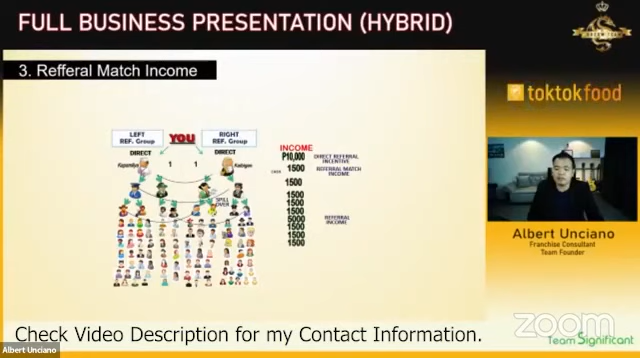 FULL BUSINESS PRESENTATION (HYBRID)
3. Refferal Match Income
LEFT
REF. Group
YOU
RIGHT
REF. Group
DIRECT
DIRECT
1
1
SPILL
OVER
INCOME
₱10,000
DIRECT REFERRAL
INCENTIVE
1500
REFERRAL MATCH
INCOME
1500
1500
1500
1500
5000
REFERRAL
INCOME
1500
1500
1500
toktokfood
Albert Unciano
Franchise Consultant
Team Founder
zoom
Team Significant
Check Video Description for my Contact Information.
Albert Unciano